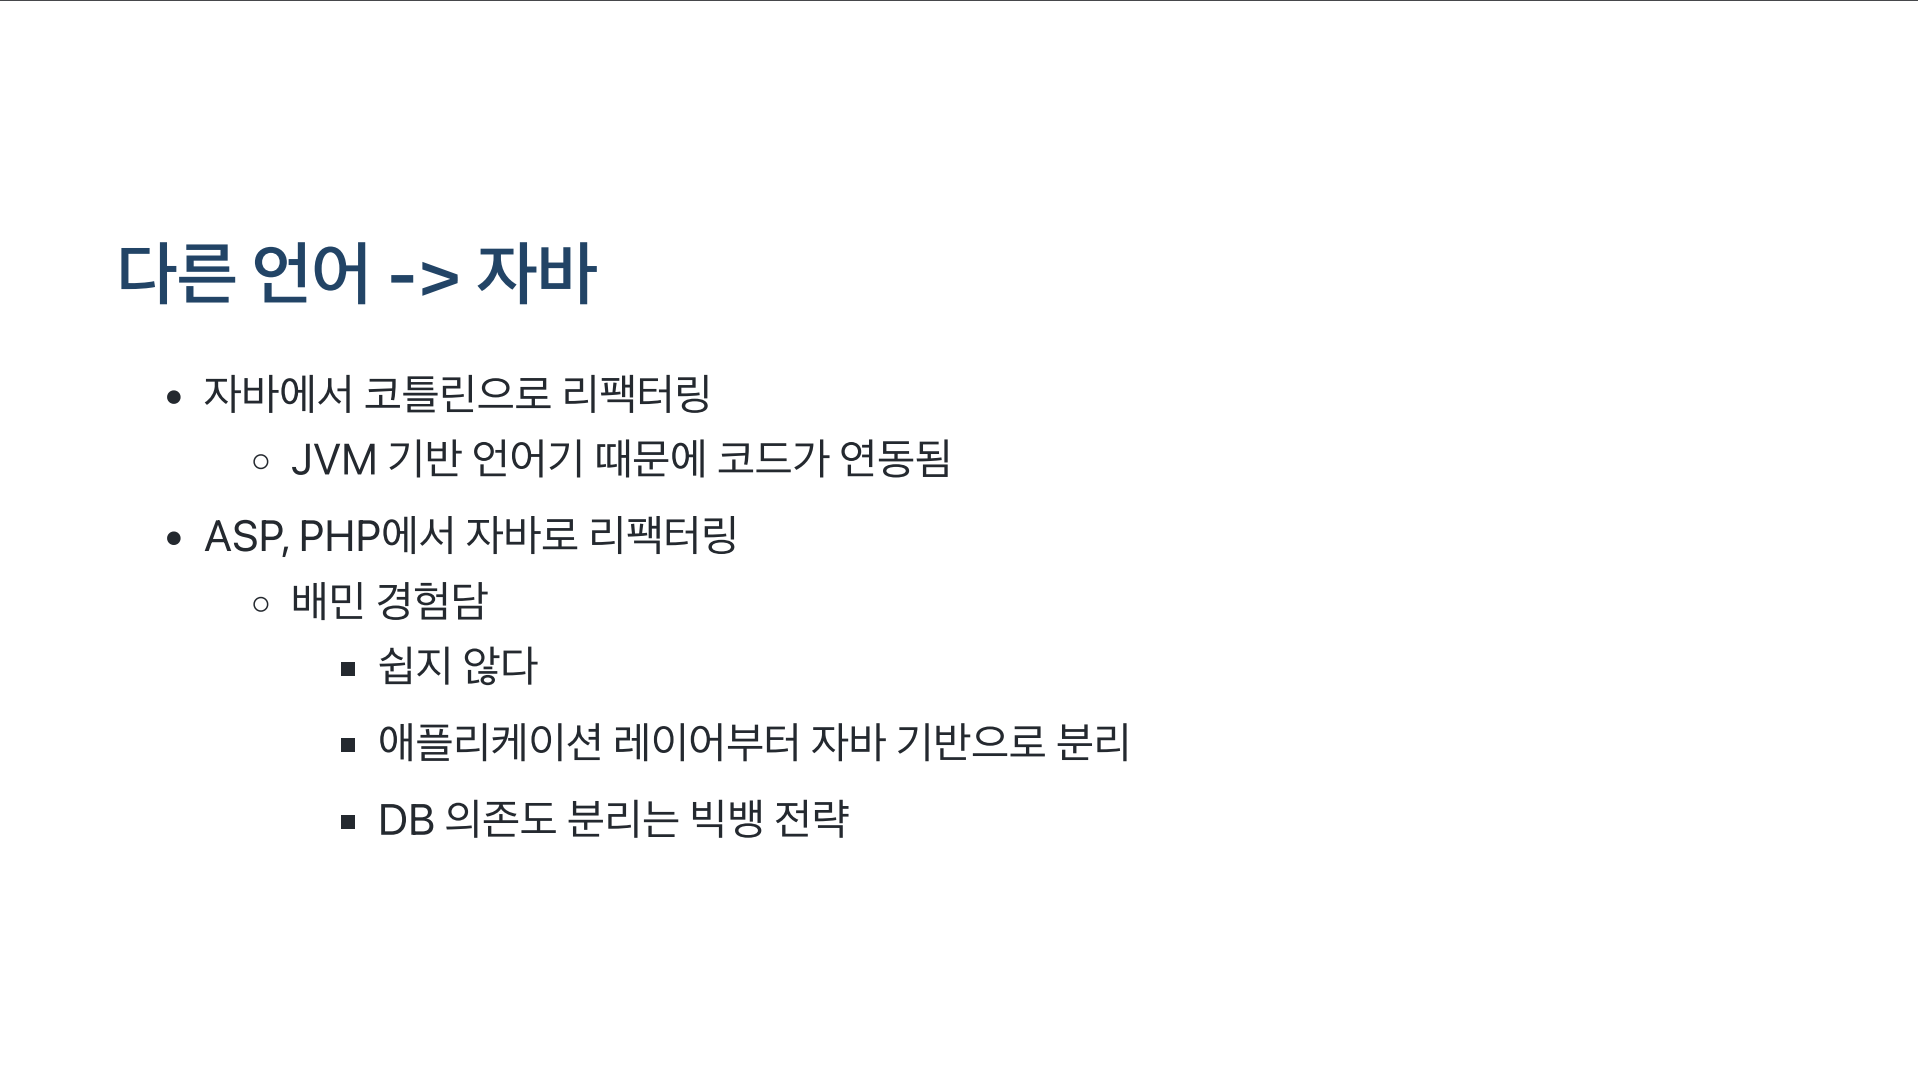 다른 언어 -> 자바
자바에서 코틀린으로 리팩터링
JVM 기반 언어기 때문에 코드가 연동됨
ASP, PHP에서 자바로 리팩터링
배민 경험담
쉽지 않다
애플리케이션 레이어부터 자바 기반으로 분리
DB 의존도 분리는 빅뱅 전략